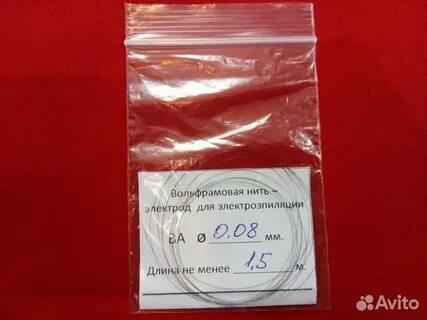 Вольфрамовая нить –
электрод для электроэпиляции
ВА ø 0,08 мм.
Длина не менее 1,5 м.
Avito